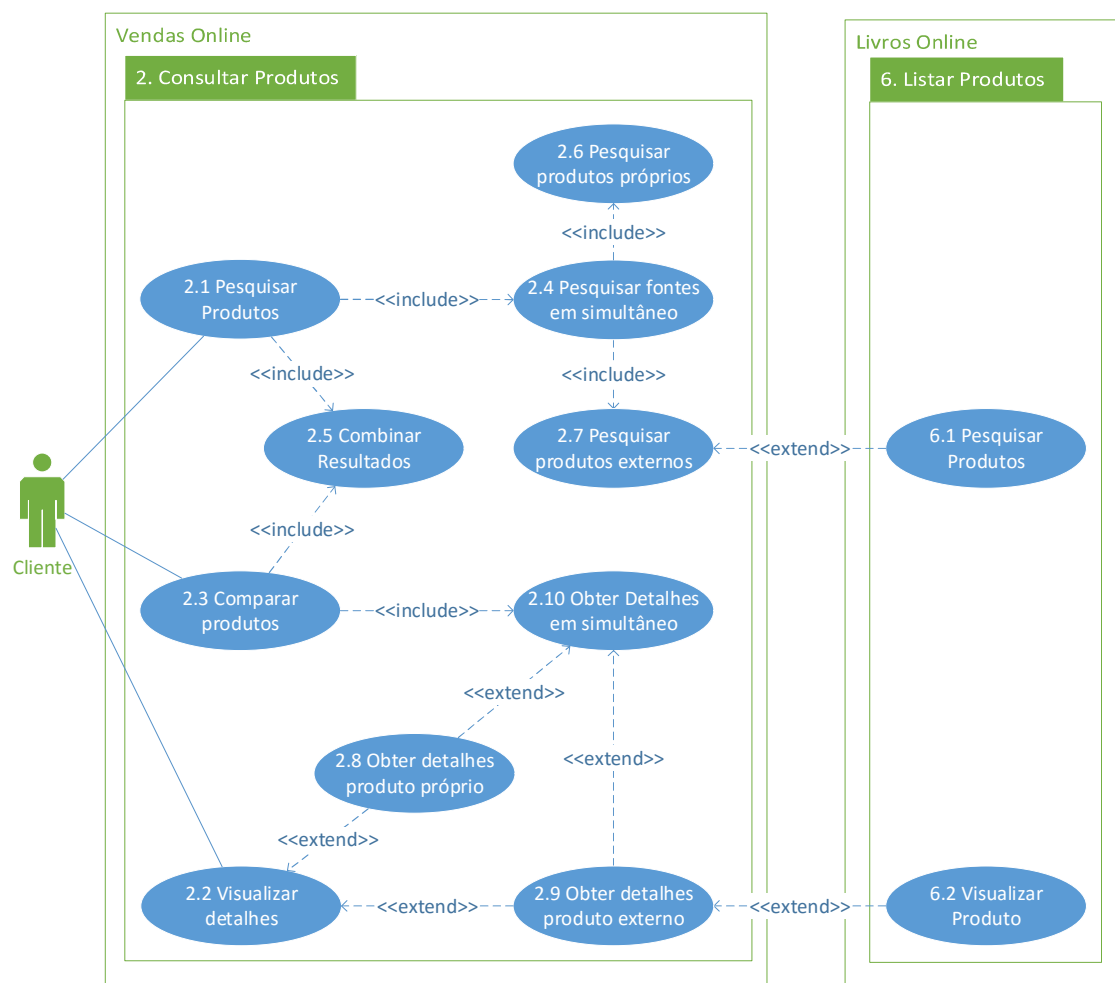 Vendas Online
2. Consultar Produtos
Livros Online
6. Listar Produtos
2.6 Pesquisar
produtos próprios
<<include>>
2.1 Pesquisar
Produtos
<<include>>
2.4 Pesquisar fontes
em simultâneo
<<include>>
<<include>>
2.5 Combinar
Resultados
2.7 Pesquisar
produtos externos
<<extend>>
6.1 Pesquisar
Produtos
Cliente
<<include>>
2.3 Comparar
produtos
<<include>>
2.10 Obter Detalhes
em simultâneo
<<extend>>
2.8 Obter detalhes
produto próprio
<<extend>>
<<extend>>
2.2 Visualizar
detalhes
<<extend>>
2.9 Obter detalhes
produto externo
<<extend>>
6.2 Visualizar
Produto